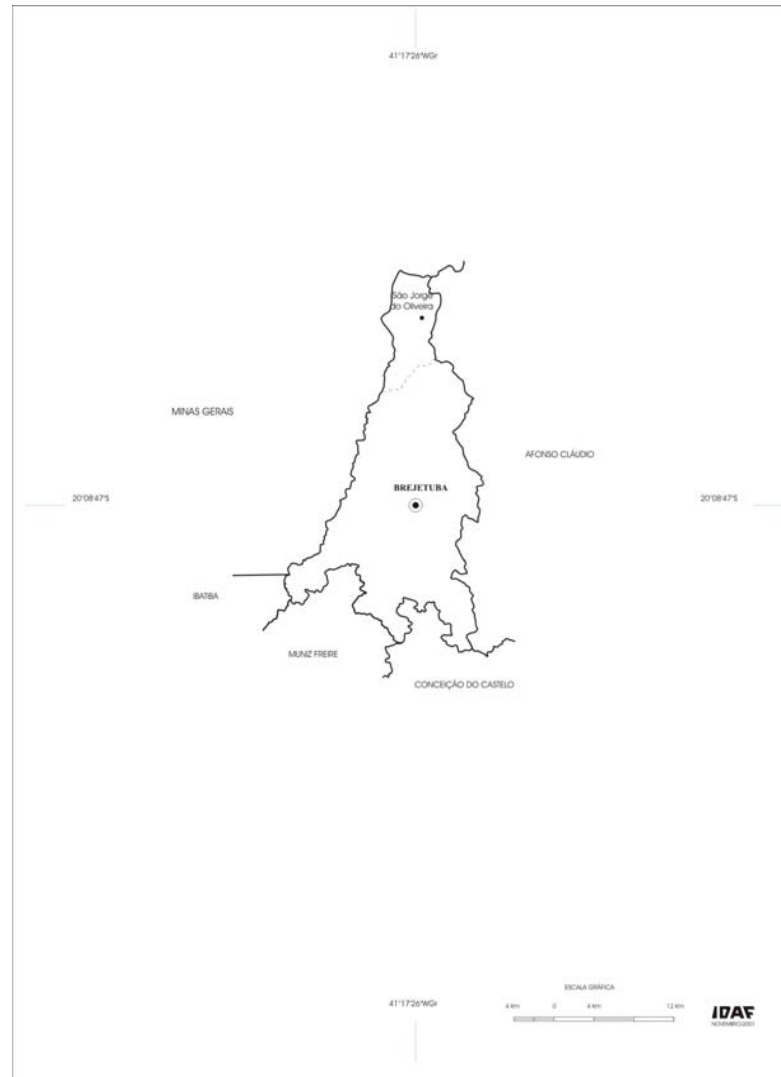 41°17'26"WGr
São Jorge
do Oliveira
MINAS GERAIS
AFONSO CLÁUDIO
BREJETUBA
20°08'47"S
20°08'47"S
IBATIBA
MUNIZ FREIRE
CONCEIÇÃO DO CASTELO
ESCALA GRÁFICA
41°17'26"WGr
4 km 0 4 km 12 km
IDAF
NOVEMBRO/2001